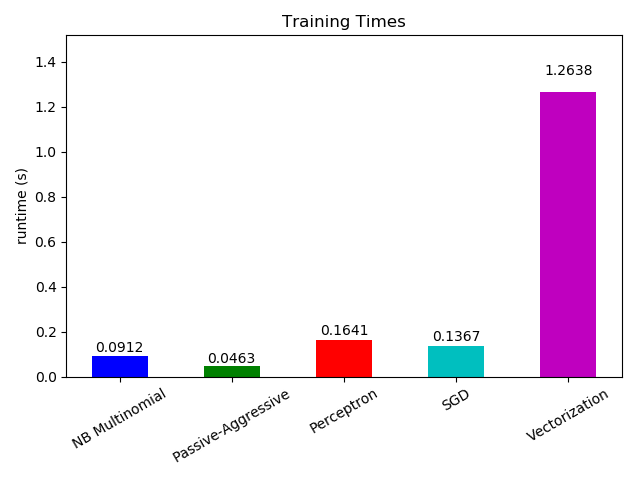 Training Times
runtime (s)
1.4
1.2
1.0
0.8
0.6
0.4
0.2
0.0
0.0912
0.0463
0.1641
0.1367
1.2638
NB Multinomial
Passive-Aggressive
Perceptron
SGD
Vectorization